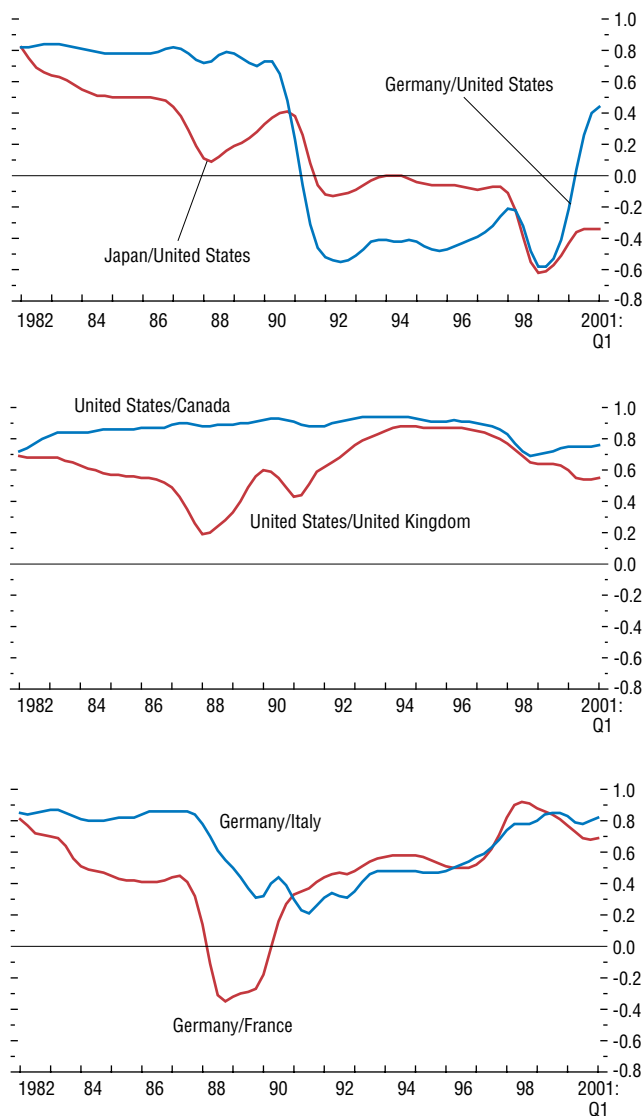 1.0
0.8
Germany/United States
0.6
0.4
0.2
0.0
-0.2
Japan/United States
-0.4
-0.6
-0.8
1982 84 86 88 90 92 94 96 98 2001:
Q1
United States/Canada
1.0
0.8
0.6
United States/United Kingdom
0.4
0.2
0.0
-0.2
-0.4
-0.6
-0.8
1982 84 86 88 90 92 94 96 98 2001:
Q1
1.0
Germany/Italy
0.8
0.6
0.4
0.2
0.0
-0.2
Germany/France
-0.4
-0.6
-0.8
1982 84 86 88 90 92 94 96 98 2001:
Q1